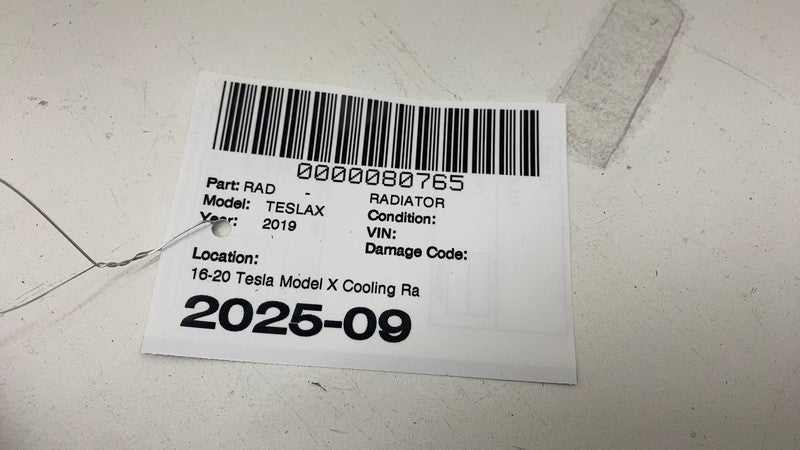 0000080765
Part: RAD - RADIATOR
Model: TESLAX Condition:
Year: 2019 VIN:
Damage Code:
Location:
16-20 Tesla Model X Cooling Ra
2025-09